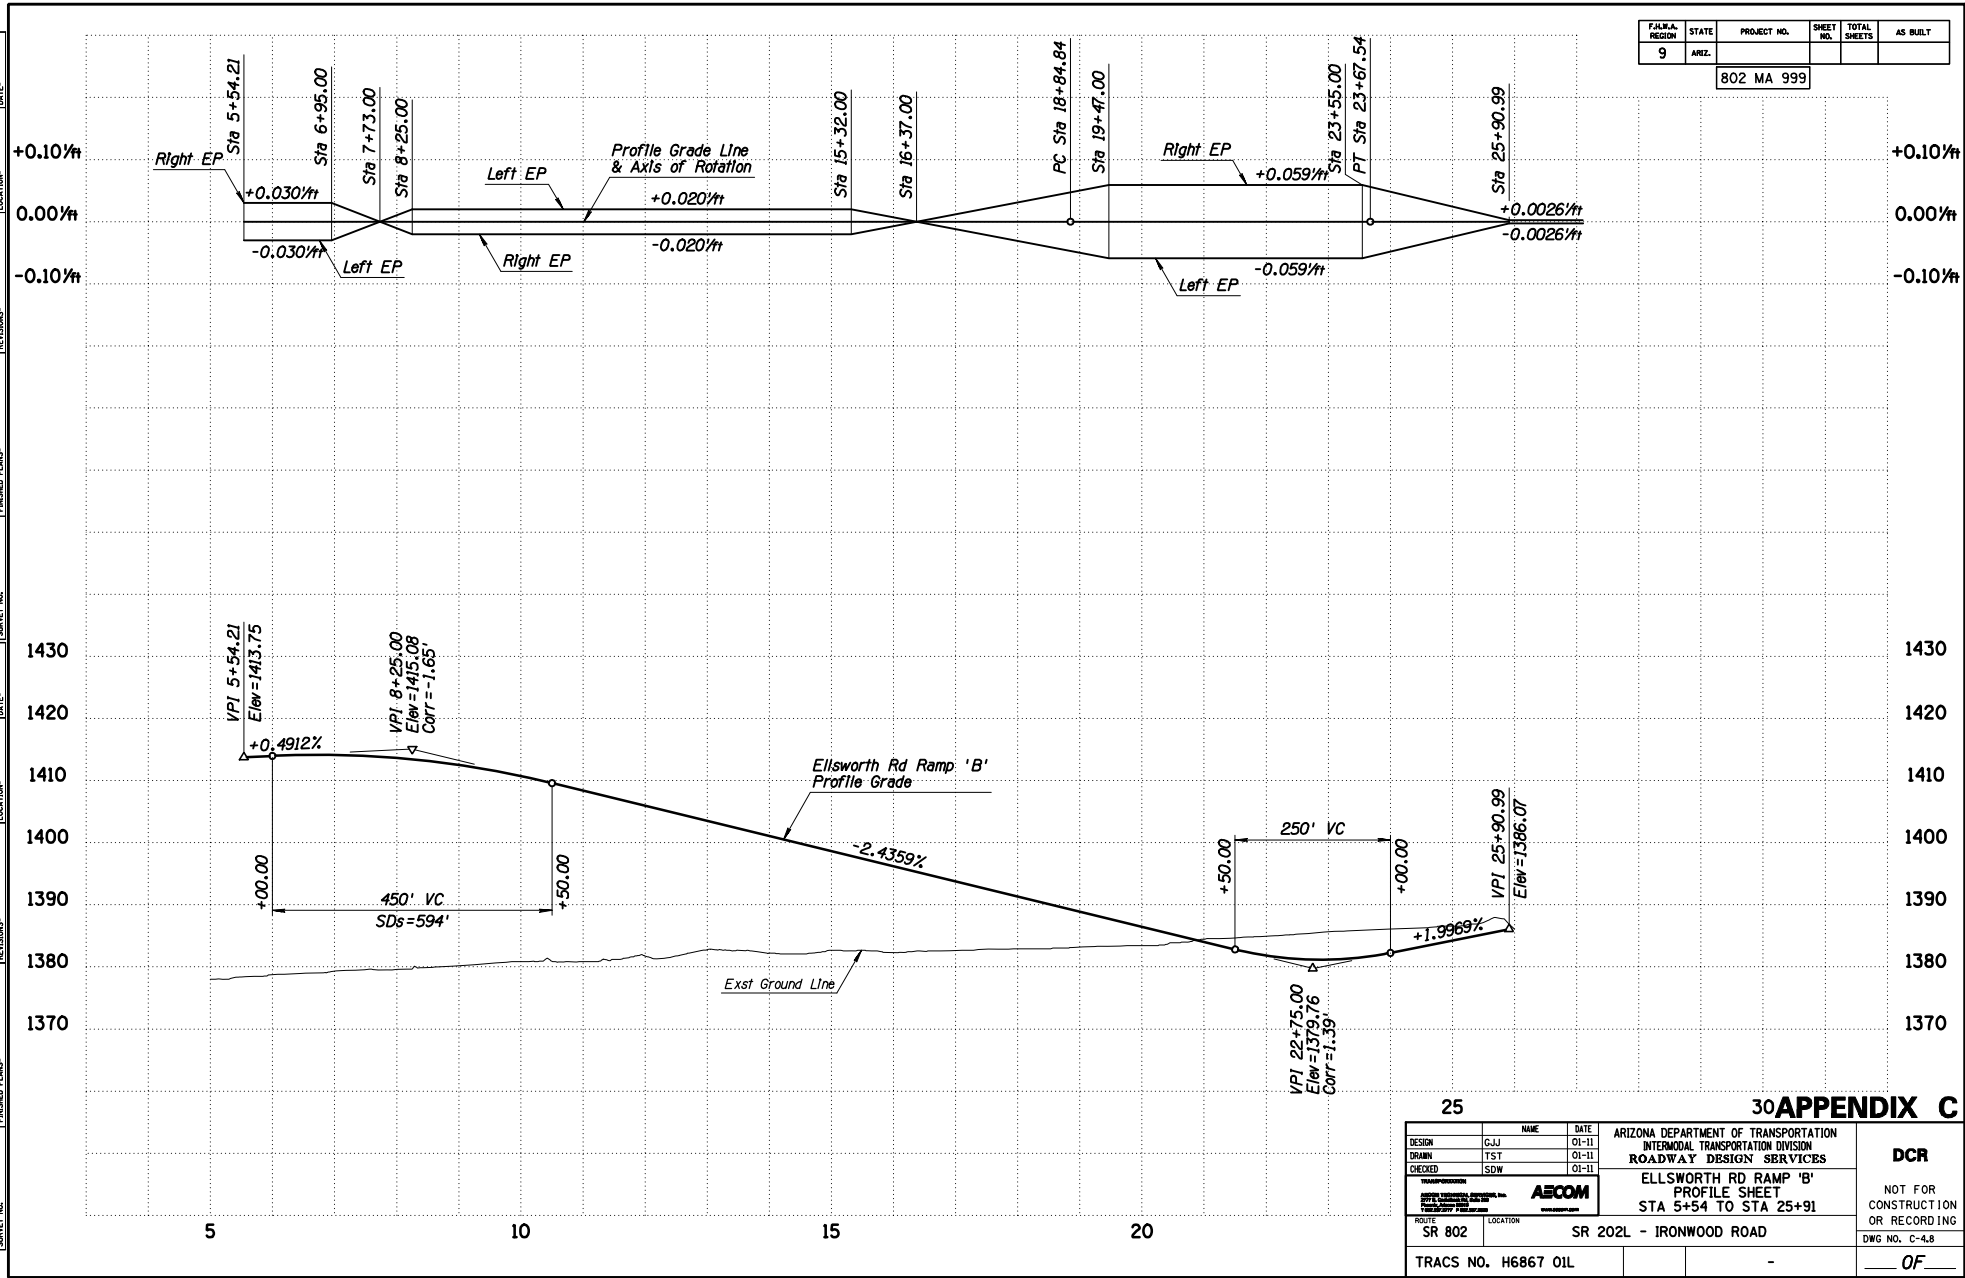 F.H.W.A. REGION
STATE
PROJECT NO.
SHEET NO.
TOTAL SHEETS
AS BUILT
9
ARIZ.
802 MA 999
Sta 5+54.21
Sta 6+95.00
Sta 7+73.00
Sta 8+25.00
Sta 15+32.00
Sta 16+37.00
PC Sta 18+84.84
Sta 19+47.00
Sta 23+55.00
PT Sta 23+67.54
Sta 25+90.99
+0.10'/ft
0.00'/ft
-0.10'/ft
Right EP
+0.030'/ft
-0.030'/ft
Left EP
Left EP
Profile Grade Line
& Axis of Rotation
+0.020'/ft
-0.020'/ft
Right EP
Right EP
+0.059'/ft
-0.059'/ft
Left EP
+0.0026'/ft
-0.0026'/ft
+0.10'/ft
0.00'/ft
-0.10'/ft
1430
1420
1410
1400
1390
1380
1370
VPI 5+54.21
Elev=1413.75
+0.4912%
VPI 8+25.00
Elev=1415.08
Corr=-1.65'
+00.00
450' VC
SDs=594'
+50.00
Ellsworth Rd Ramp 'B'
Profile Grade
-2.4359%
Exst Ground Line
+50.00
250' VC
+00.00
VPI 22+75.00
Elev=1379.76
Corr=1.39'
+1.9969%
VPI 25+90.99
Elev=1386.07
1430
1420
1410
1400
1390
1380
1370
5
10
15
20
25
30
APPENDIX C
NAME
DATE
DESIGN GJJ 01-11
DRAWN TST 01-11
CHECKED SDW 01-11
AECOM
ARIZONA DEPARTMENT OF TRANSPORTATION
INTERMODAL TRANSPORTATION DIVISION
ROADWAY DESIGN SERVICES
ELLSWORTH RD RAMP 'B'
PROFILE SHEET
STA 5+54 TO STA 25+91
DCR
NOT FOR
CONSTRUCTION
OR RECORDING
ROUTE
SR 802
LOCATION
SR 202L - IRONWOOD ROAD
DWG NO. C-4.8
TRACS NO. H6867 01L
-
OF